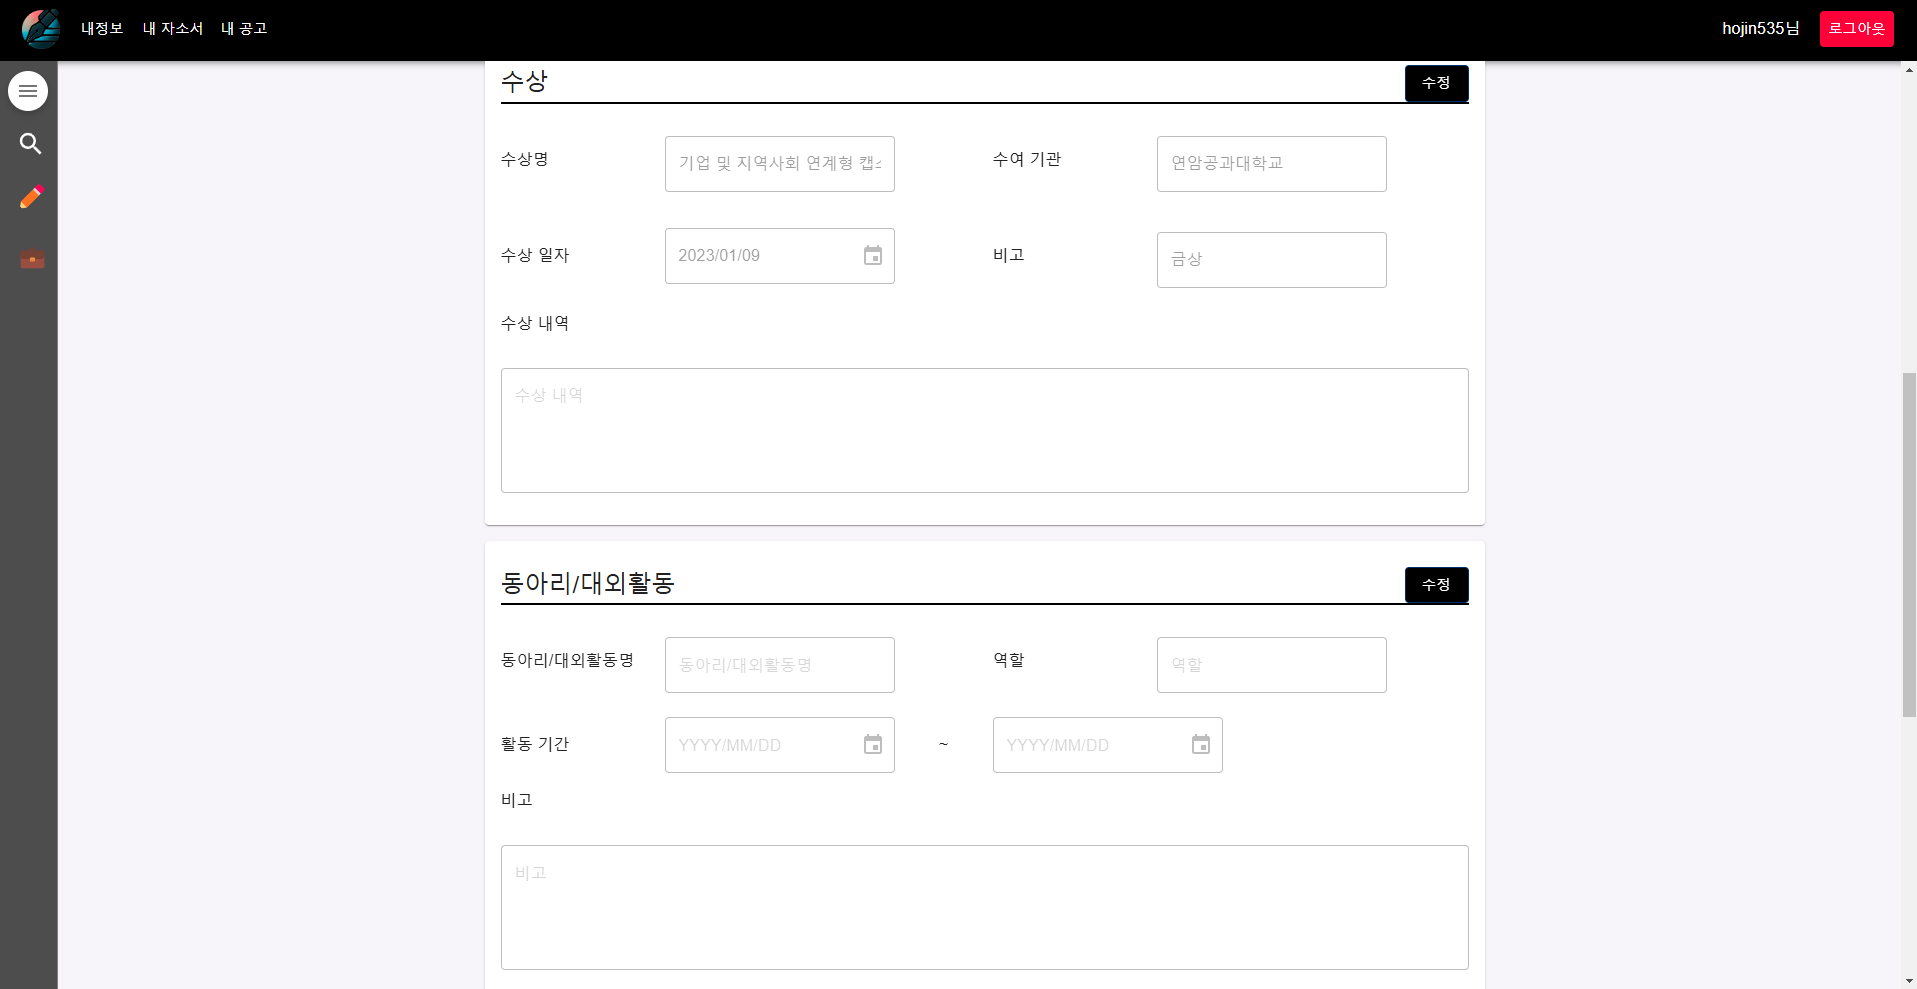 내정보 내 자소서 내 공고 hojin535님 로그아웃
수상 수정
수상명 기업 및 지역사회 연계형 수여 기관 연암공과대학교
수상 일자 2023/01/09 비고 금상
수상 내역
수상 내역
동아리/대외활동 수정
동아리/대외활동명 동아리/대외활동명 역할 역할
활동 기간 YYYY/MM/DD ~ YYYY/MM/DD
비고
비고